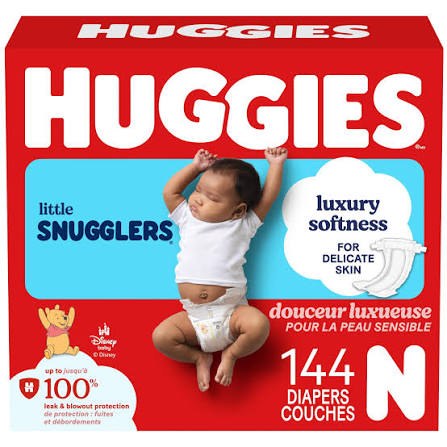 HUGGIES
HUGGIES
little
SNUGGLERS
luxury
softness
FOR
DELICATE
SKIN
douceur luxueuse
POUR LA PEAU SENSIBLE
Disney
baby
© Disney
up to jusqu'à
100%
leak & blowout protection
de protection : fuites
et débordements
144
DIAPERS
COUCHES
N